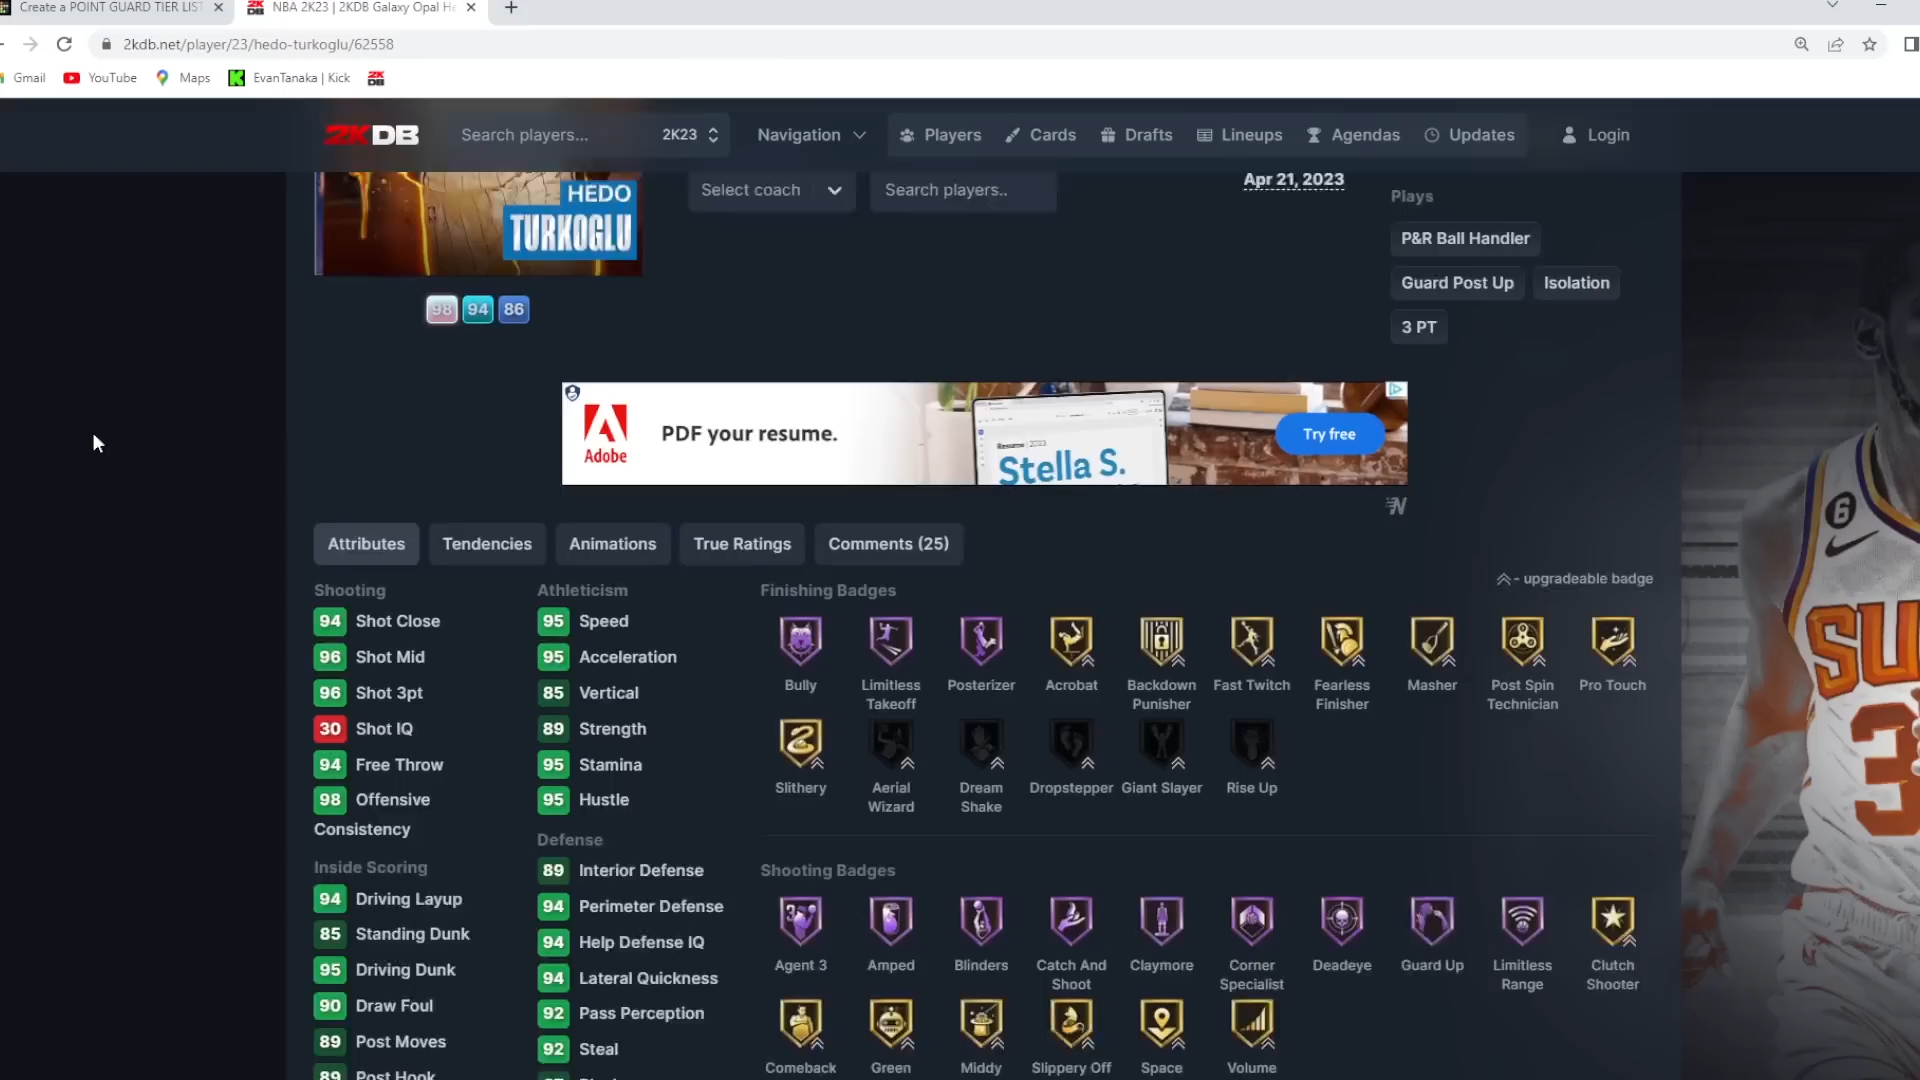 Create a POINT GUARD TIER LIST
NBA 2K23 | 2KDB Galaxy Opal He
2kdb.net/player/23/hedo-turkoglu/62558
Gmail
YouTube
Maps
EvanTanaka | Kick
2KDB
Search players...
2K23
Navigation
Players
Cards
Drafts
Lineups
Agendas
Updates
Login
HEDO
TURKOGLU
98 94 86
Select coach
Search players..
Apr 21, 2023
Plays
P&R Ball Handler
Guard Post Up
Isolation
3 PT
Adobe
PDF your resume.
Stella S.
Try free
Attributes
Tendencies
Animations
True Ratings
Comments (25)
- upgradeable badge
Shooting
94 Shot Close
96 Shot Mid
96 Shot 3pt
30 Shot IQ
94 Free Throw
98 Offensive
Consistency
Inside Scoring
94 Driving Layup
85 Standing Dunk
95 Driving Dunk
90 Draw Foul
89 Post Moves
89 Post Hook
Athleticism
95 Speed
95 Acceleration
85 Vertical
89 Strength
95 Stamina
95 Hustle
Defense
89 Interior Defense
94 Perimeter Defense
94 Help Defense IQ
94 Lateral Quickness
92 Pass Perception
92 Steal
Finishing Badges
Bully
Limitless
Takeoff
Posterizer
Acrobat
Backdown
Punisher
Fast Twitch
Fearless
Finisher
Masher
Post Spin
Technician
Pro Touch
Slithery
Aerial
Wizard
Dream
Shake
Dropstepper
Giant Slayer
Rise Up
Shooting Badges
Agent 3
Amped
Blinders
Catch And
Shoot
Claymore
Corner
Specialist
Deadeye
Guard Up
Limitless
Range
Clutch
Shooter
Comeback
Green
Middy
Slippery Off
Space
Volume
6
SU
3